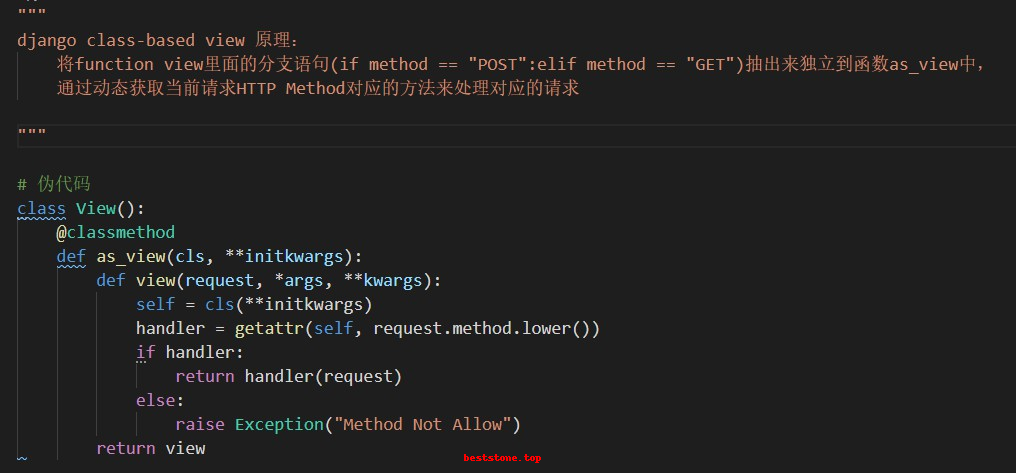 """
django class-based view 原理:
    将function view里面的分支语句(if method == "POST":elif method == "GET")抽出来独立到函数as_view中,
    通过动态获取当前请求HTTP Method对应的方法来处理对应的请求
"""
# 伪代码
class View():
    @classmethod
    def as_view(cls, **initkwargs):
        def view(request, *args, **kwargs):
            self = cls(**initkwargs)
            handler = getattr(self, request.method.lower())
            if handler:
                return handler(request)
            else:
                raise Exception("Method Not Allow")
        return view
beststone.top